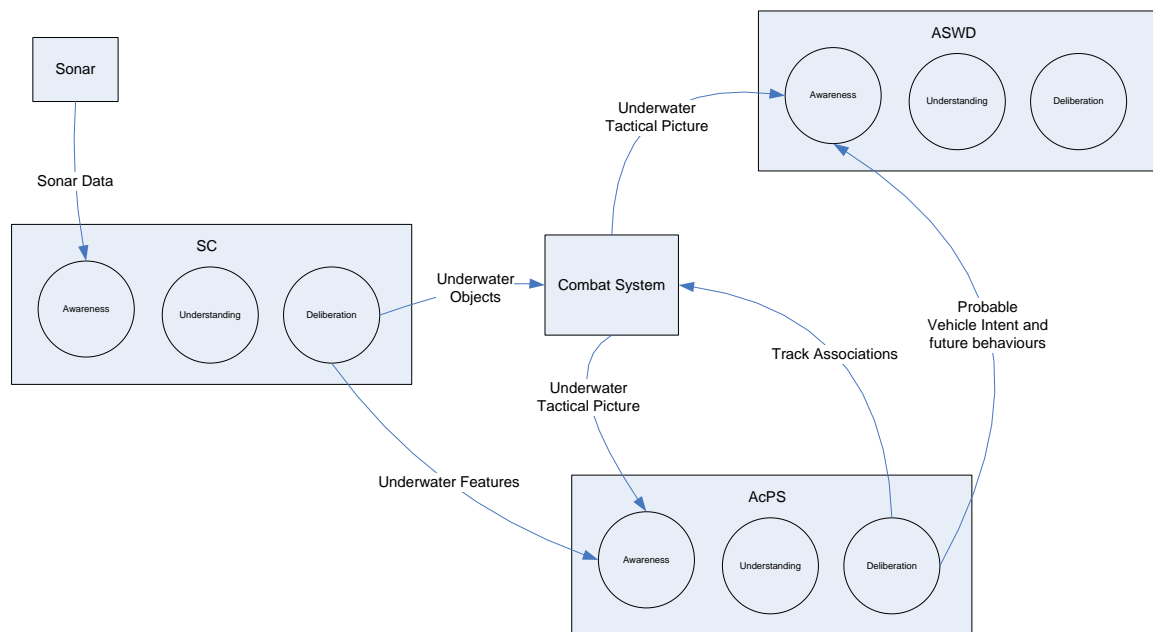 ASWD
Sonar
Awareness
Understanding
Deliberation
Underwater
Tactical Picture
Sonar Data
SC
Awareness
Understanding
Deliberation
Underwater
Objects
Combat System
Probable
Vehicle Intent and
future behaviours
Track Associations
Underwater
Tactical Picture
Underwater Features
AcPS
Awareness
Understanding
Deliberation